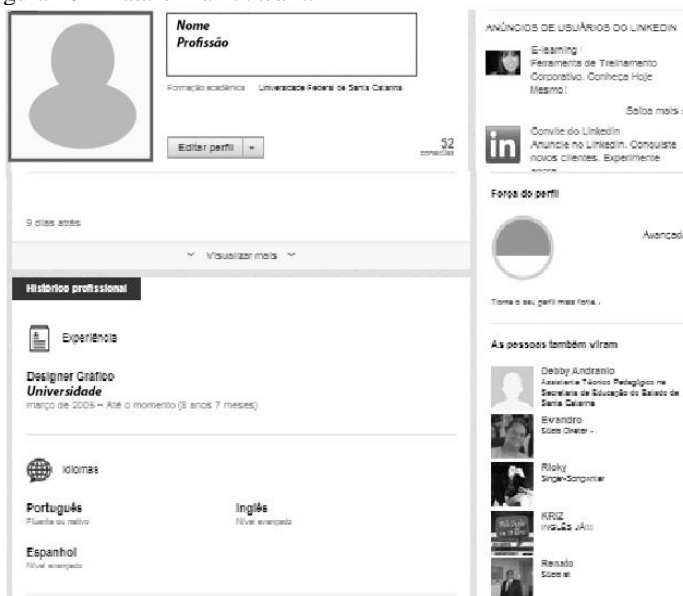 Nome
Profissão
Formação acadêmica Universidade Federal de Santa Catarina
Editar perfil
52
conexões
9 dias atrás
Visualizar mais
Histórico profissional
Experiência
Designer Gráfico
Universidade
março de 2005 – Até o momento (8 anos 7 meses)
Idiomas
Português
Fluente ou nativo
Inglês
Nível avançado
Espanhol
Nível avançado
ANÚNCIOS DE USUÁRIOS DO LINKEDIN
E-learning
Ferramenta de Treinamento
Corporativo. Conheça Hoje
Mesmo!
Saiba mais
in
Convite do LinkedIn
Anuncie no LinkedIn. Conquiste
novos clientes. Experimente
Força do perfil
Avançado
Torne o seu perfil mais forte.
As pessoas também viram
Debby Andranio
Assistente Técnico Pedagógico na
Secretaria de Educação do Estado de
Santa Catarina
Evandro
Ricky
Singer-Songwriter
KRIZ
INGLÊS JÁ!!!
Renato